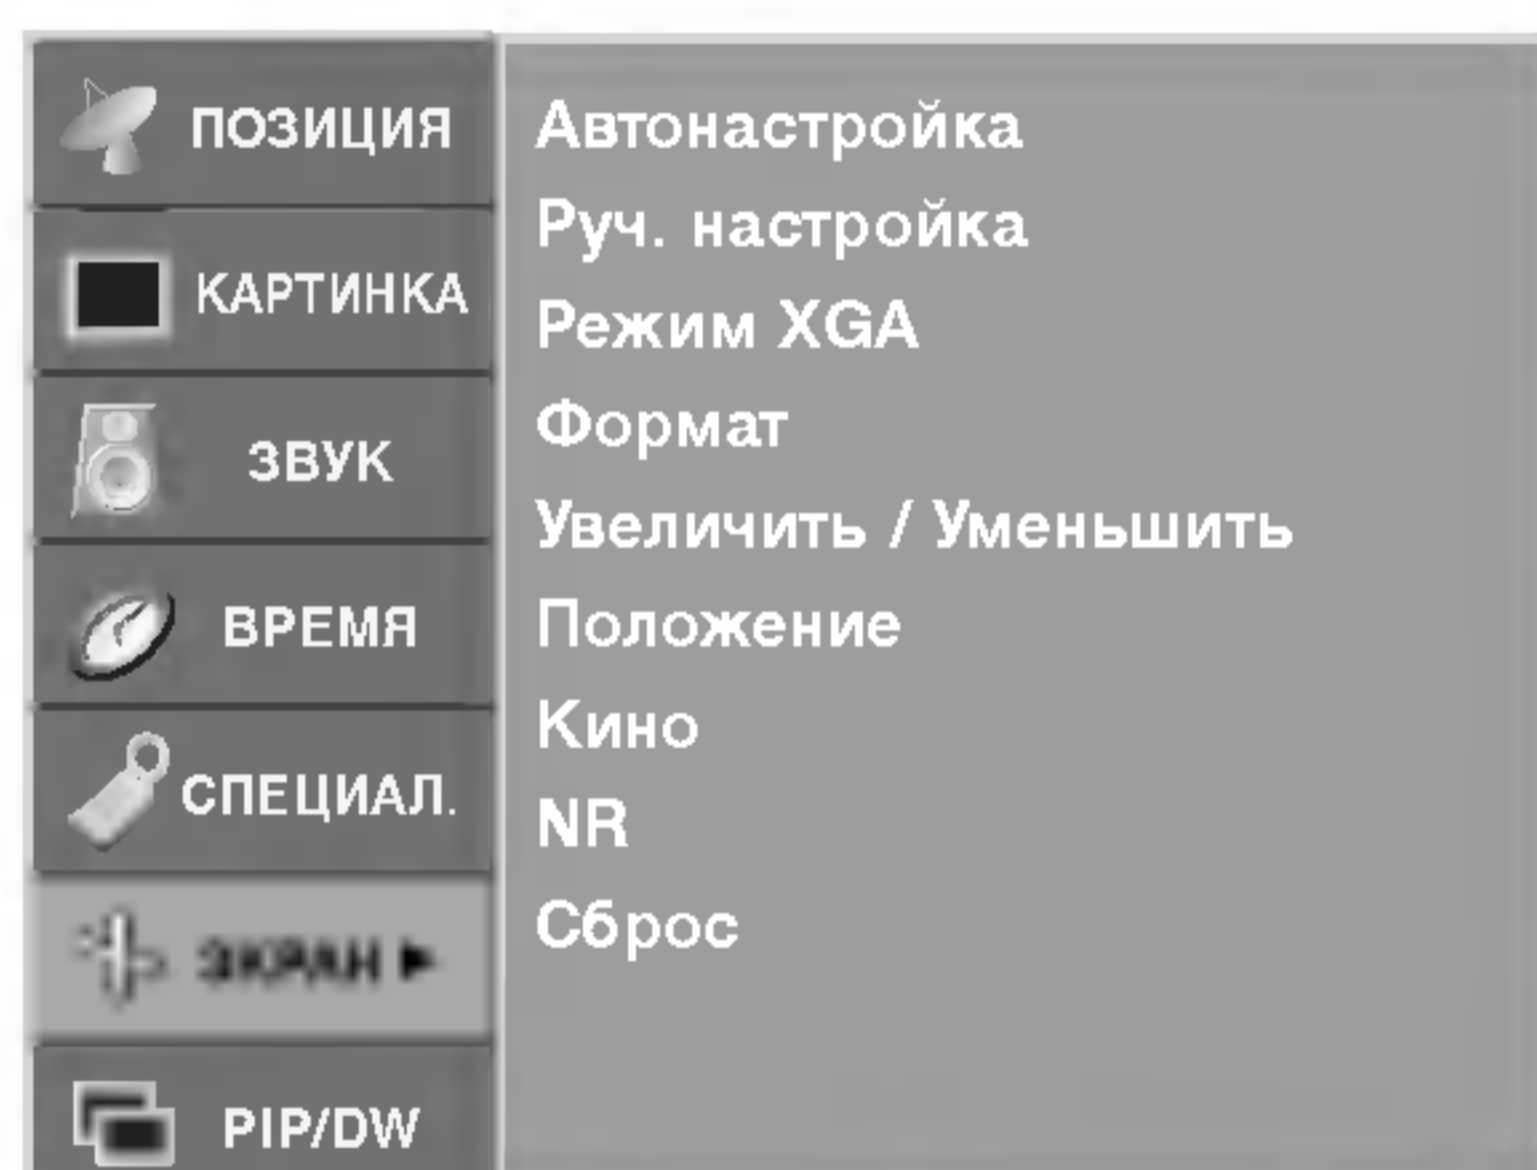 ПОЗИЦИЯ
КАРТИНКА
ЗВУК
ВРЕМЯ
СПЕЦИАЛ.
ЭКРАН ►
PIP/DW
Автонастройка
Руч. настройка
Режим XGA
Формат
Увеличить / Уменьшить
Положение
Кино
NR
Сброс